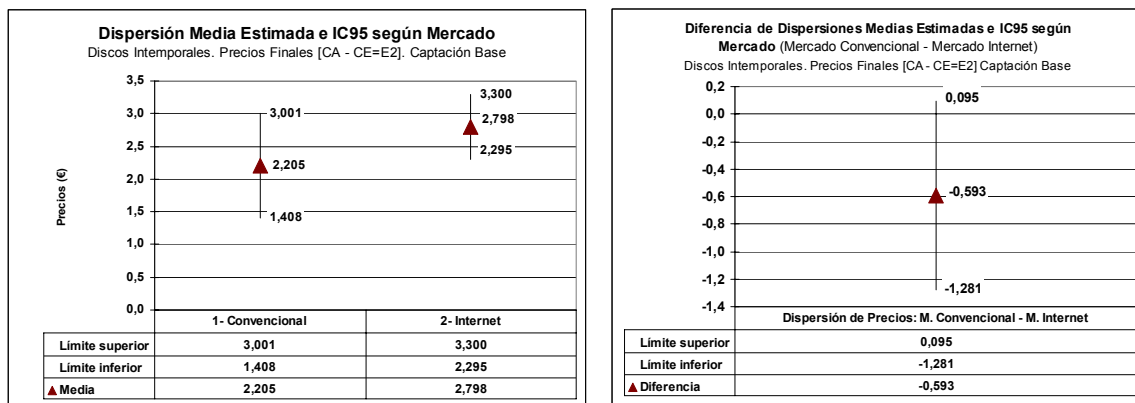 Dispersión Media Estimada e IC95 según Mercado
Discos Intemporales. Precios Finales [CA - CE=E2]. Captación Base
Precios (€)
3,5
3,0
2,5
2,0
1,5
1,0
0,5
0,0
3,001
2,205
1,408
3,300
2,798
2,295
1- Convencional 2- Internet
Límite superior 3,001 3,300
Límite inferior 1,408 2,295
Media 2,205 2,798
Diferencia de Dispersiones Medias Estimadas e IC95 según
Mercado (Mercado Convencional - Mercado Internet)
Discos Intemporales. Precios Finales [CA - CE=E2] Captación Base
0,2
0,0
-0,2
-0,4
-0,6
-0,8
-1,0
-1,2
-1,4
0,095
-0,593
-1,281
Dispersión de Precios: M. Convencional - M. Internet
Límite superior 0,095
Límite inferior -1,281
Diferencia -0,593